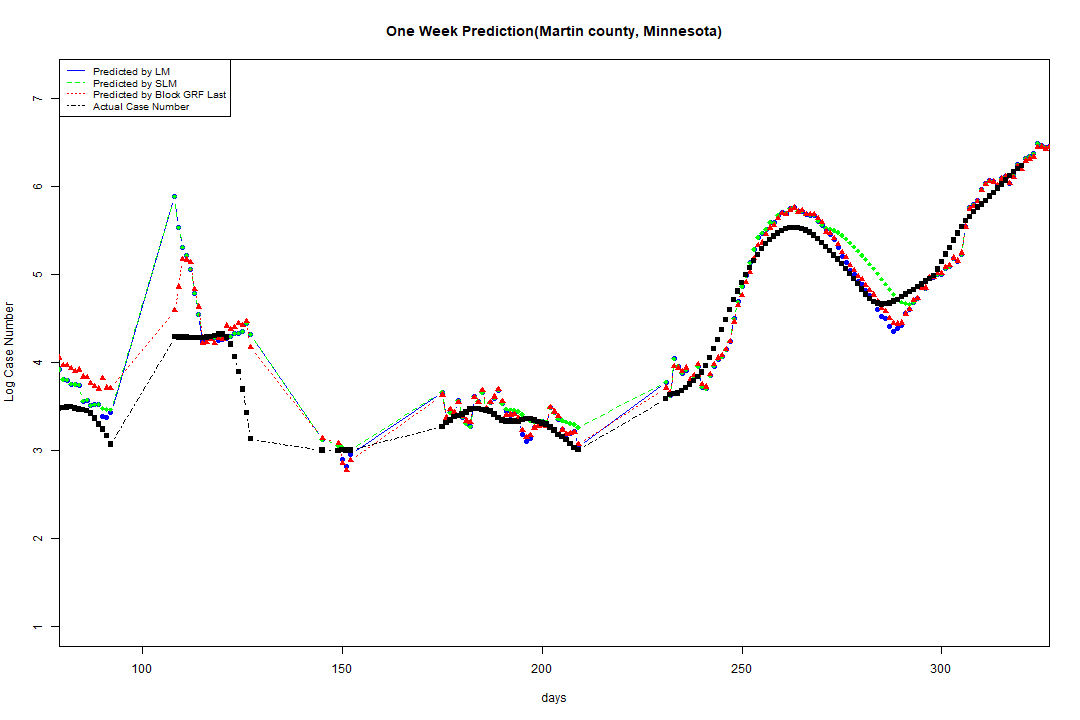 One Week Prediction(Martin county, Minnesota)
Predicted by LM
Predicted by SLM
Predicted by Block GRF Last
Actual Case Number
Log Case Number
7
6
5
4
3
2
1
100 150 200 250 300
days